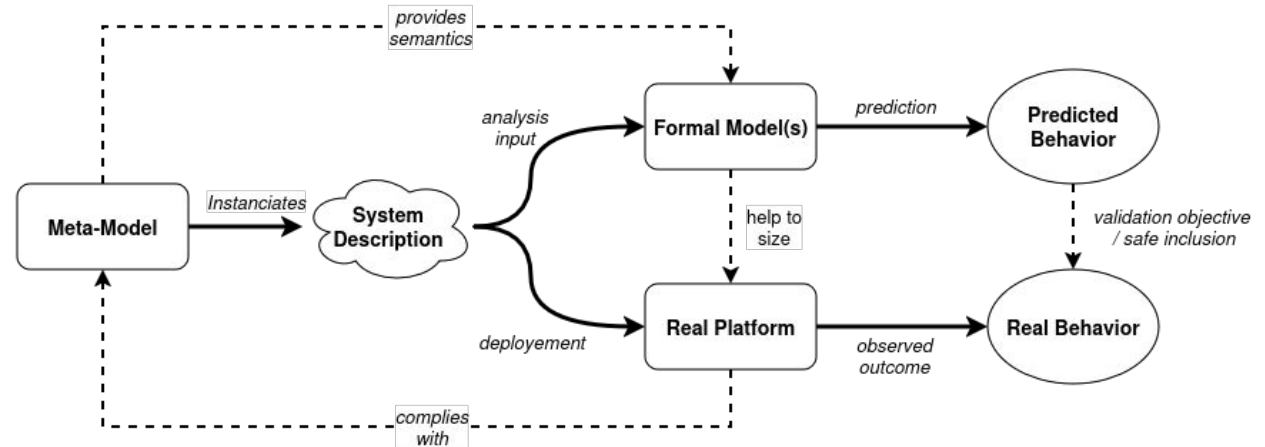 provides
semantics
analysis
input
Formal Model(s)
prediction
Predicted
Behavior
Meta-Model
Instanciates
System
Description
help to
size
validation objective
/ safe inclusion
deployement
Real Platform
observed
outcome
Real Behavior
complies
with